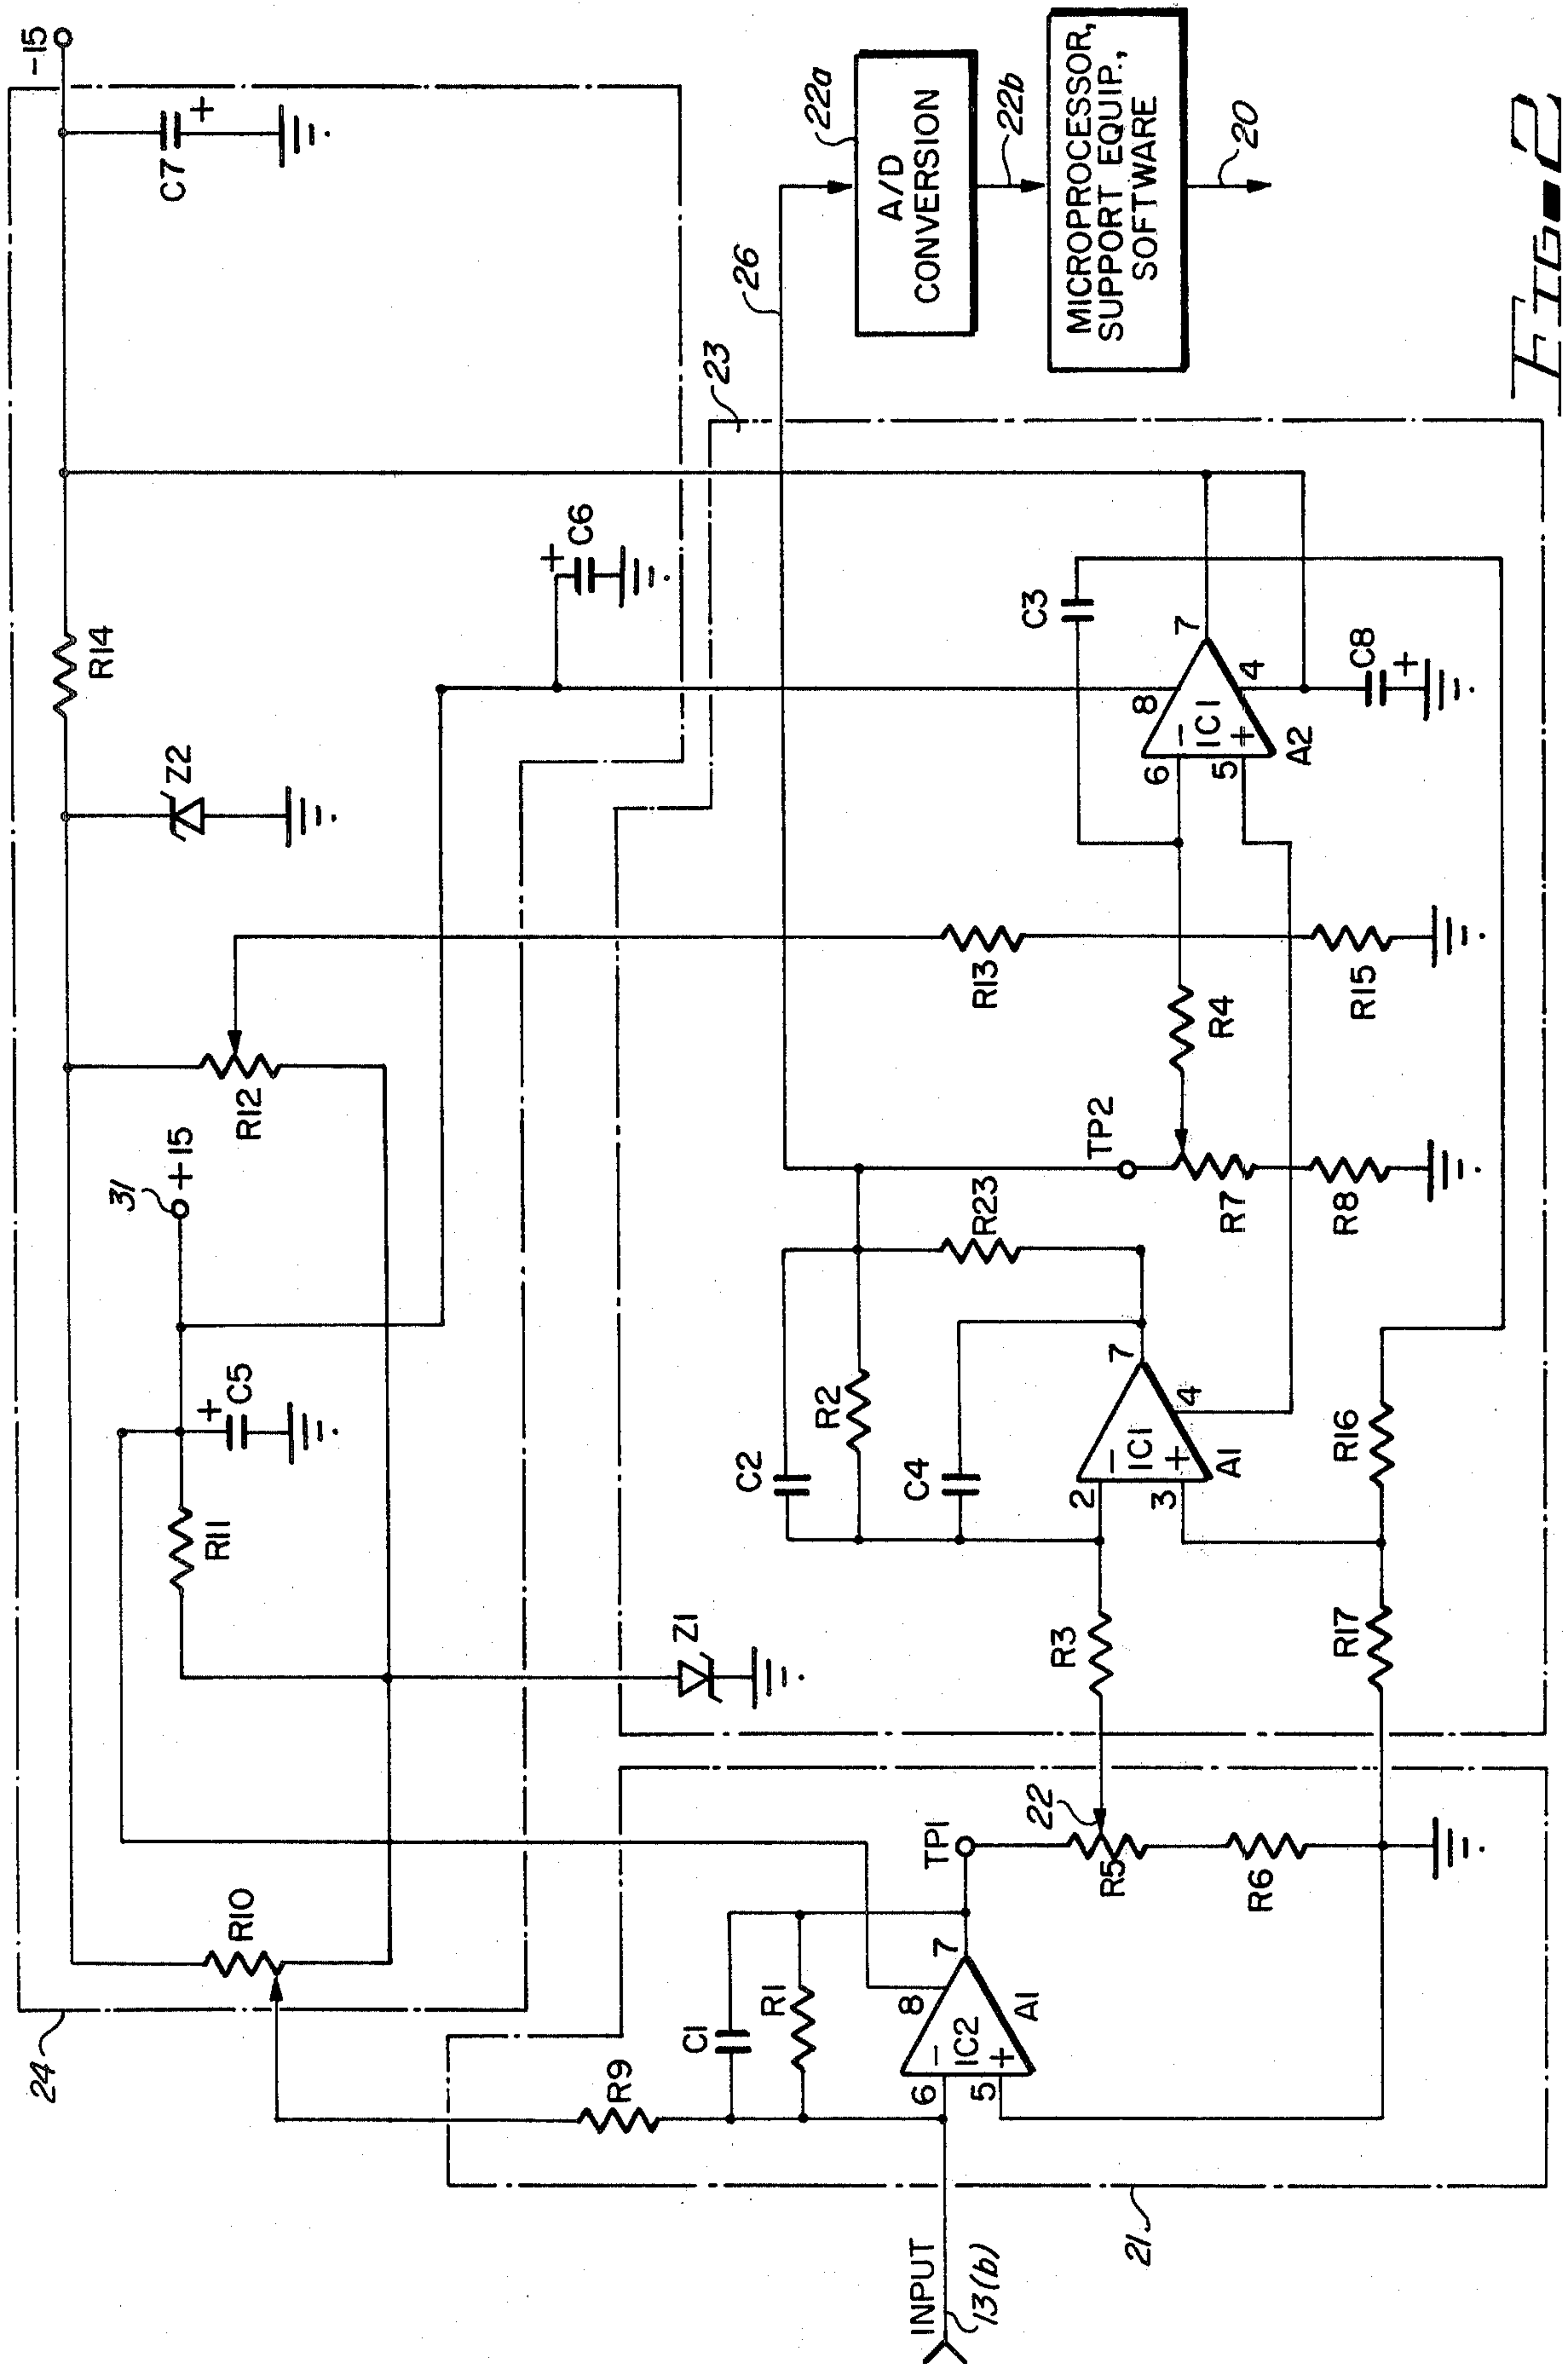 -15
C7
+
R14
Z2
C6
+
R12
31
+15
C5
+
R11
Z1
R10
24
23
26
22a
A/D
CONVERSION
22b
MICROPROCESSOR,
SUPPORT EQUIP.,
SOFTWARE
20
C3
7
8
4
6
-
IC1
5
+
A2
C8
+
R13
R15
R4
TP2
R7
R8
R23
C2
R2
C4
7
4
2
-
IC1
3
+
A1
R16
R3
R17
22
TP1
R5
R6
C1
R1
R9
8
7
6
-
IC2
5
+
A1
21
INPUT
13(b)
FIG-2